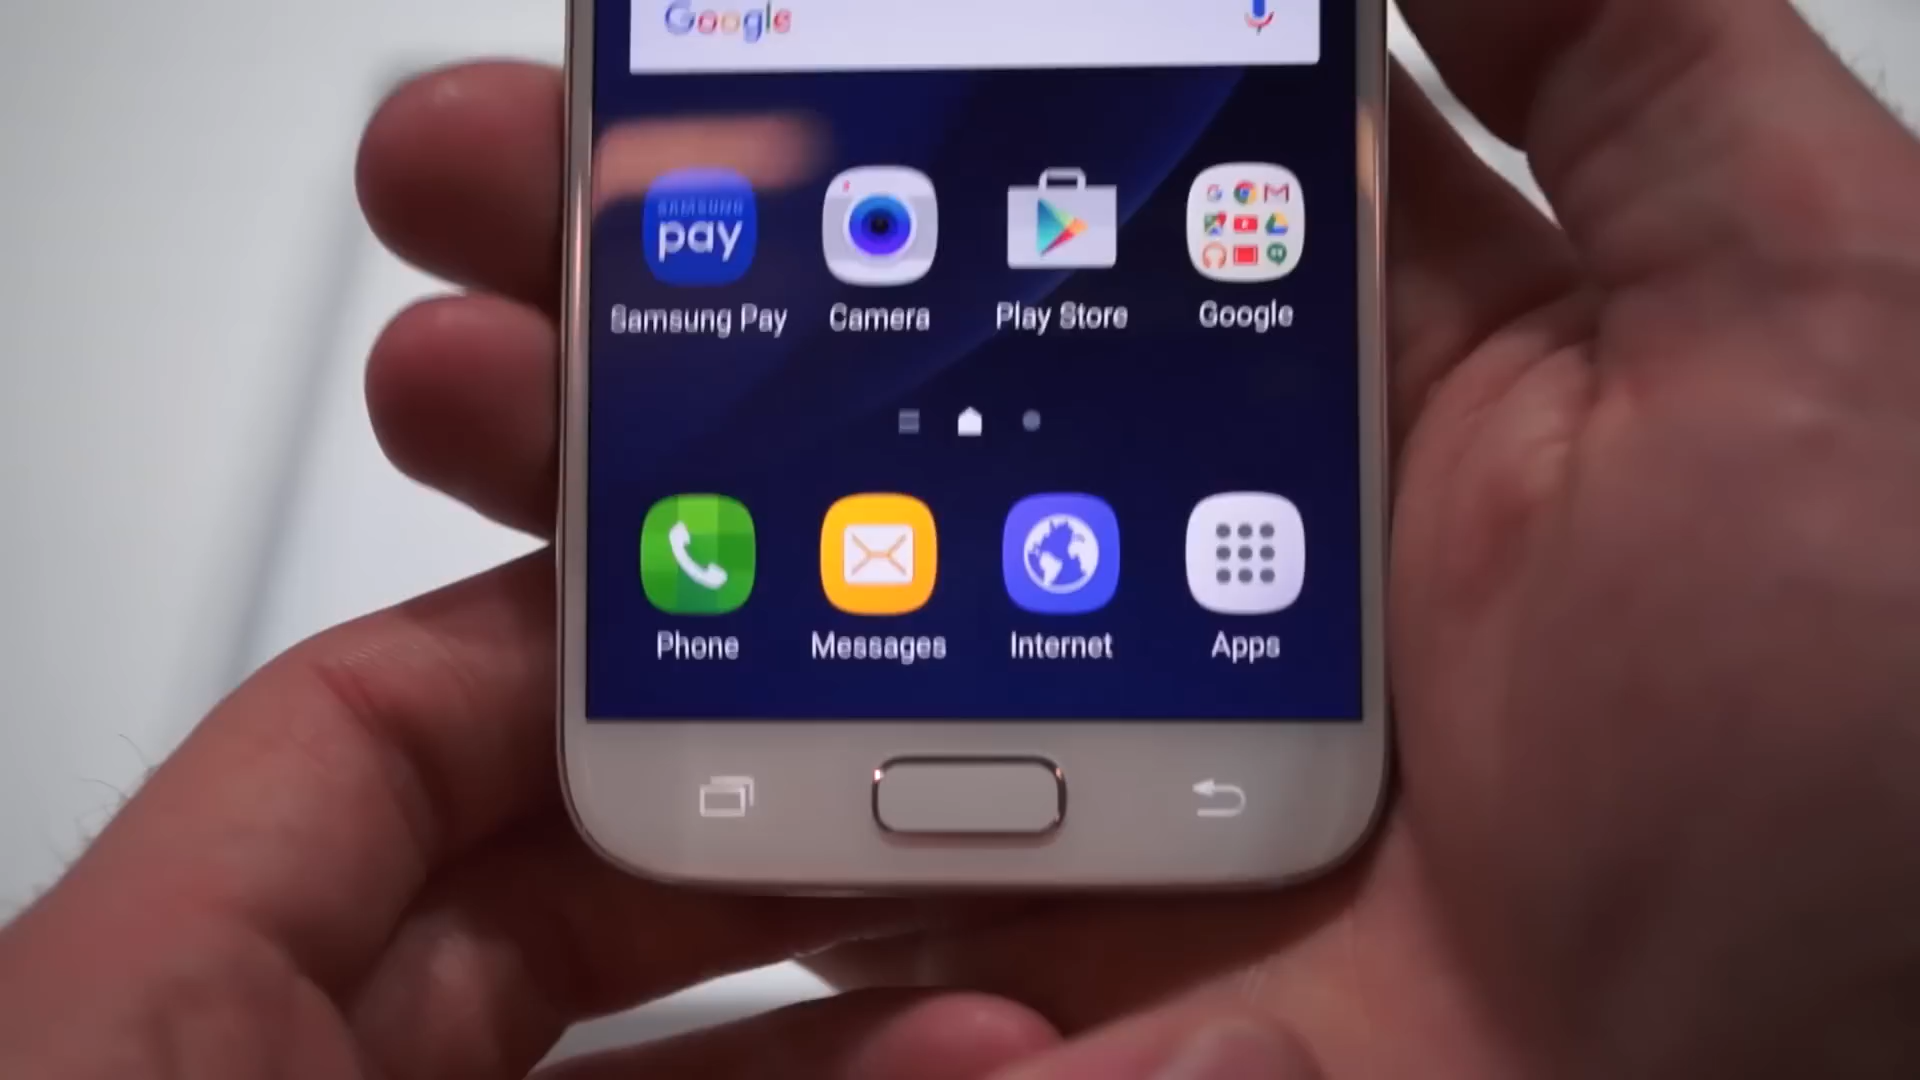 Google
SAMSUNG
pay
Samsung Pay
Camera
Play Store
Google
Phone
Messages
Internet
Apps